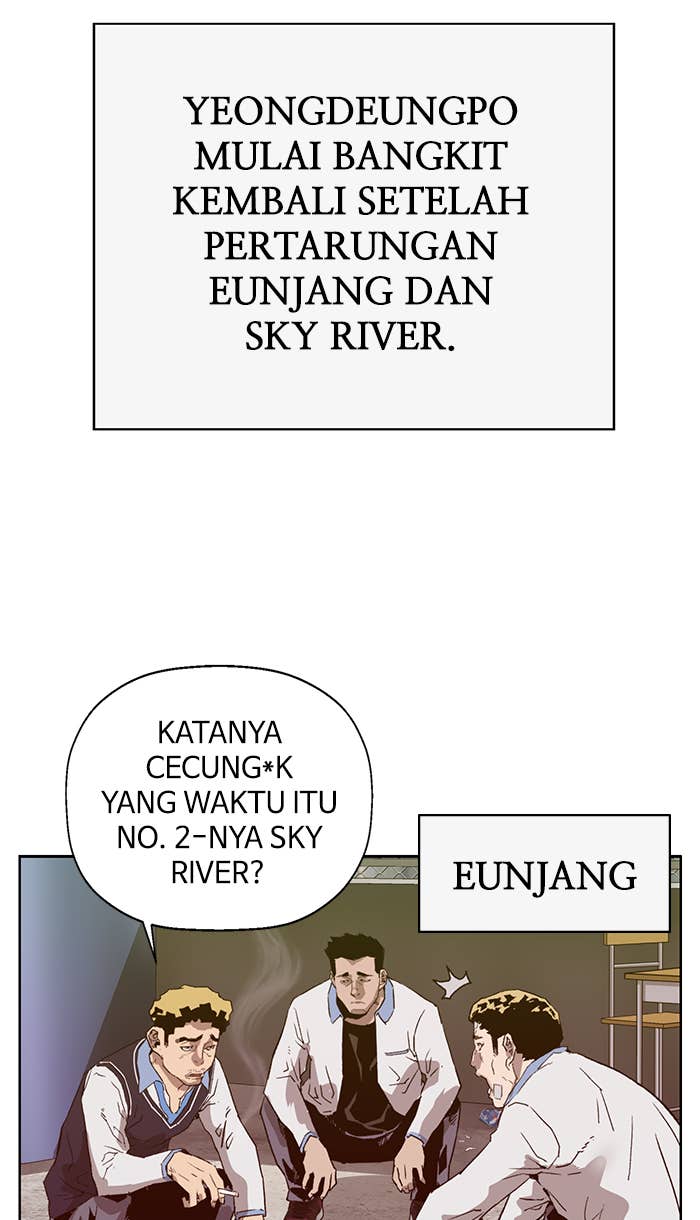 YEONGDEUNGPO
MULAI BANGKIT
KEMBALI SETELAH
PERTARUNGAN
EUNJANG DAN
SKY RIVER.
KATANYA
CECUNG*K
YANG WAKTU ITU
NO. 2-NYA SKY
RIVER?
EUNJANG